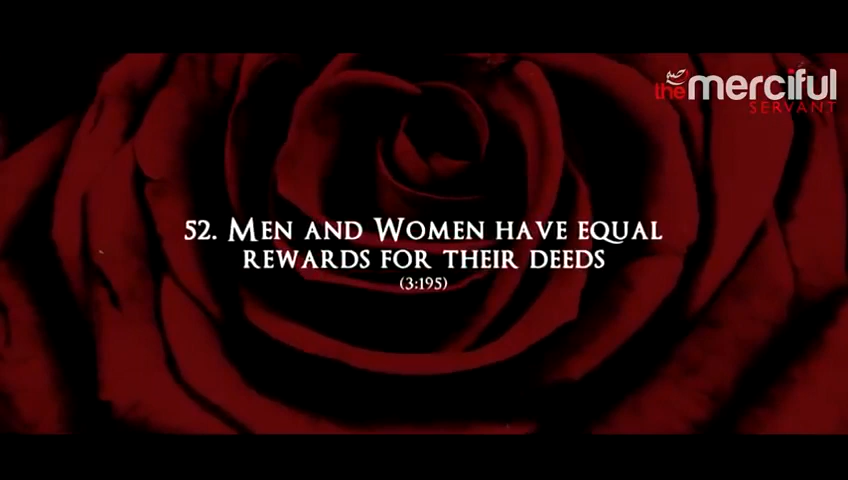 the merciful
SERVANT
52. MEN AND WOMEN HAVE EQUAL
REWARDS FOR THEIR DEEDS
(3:195)